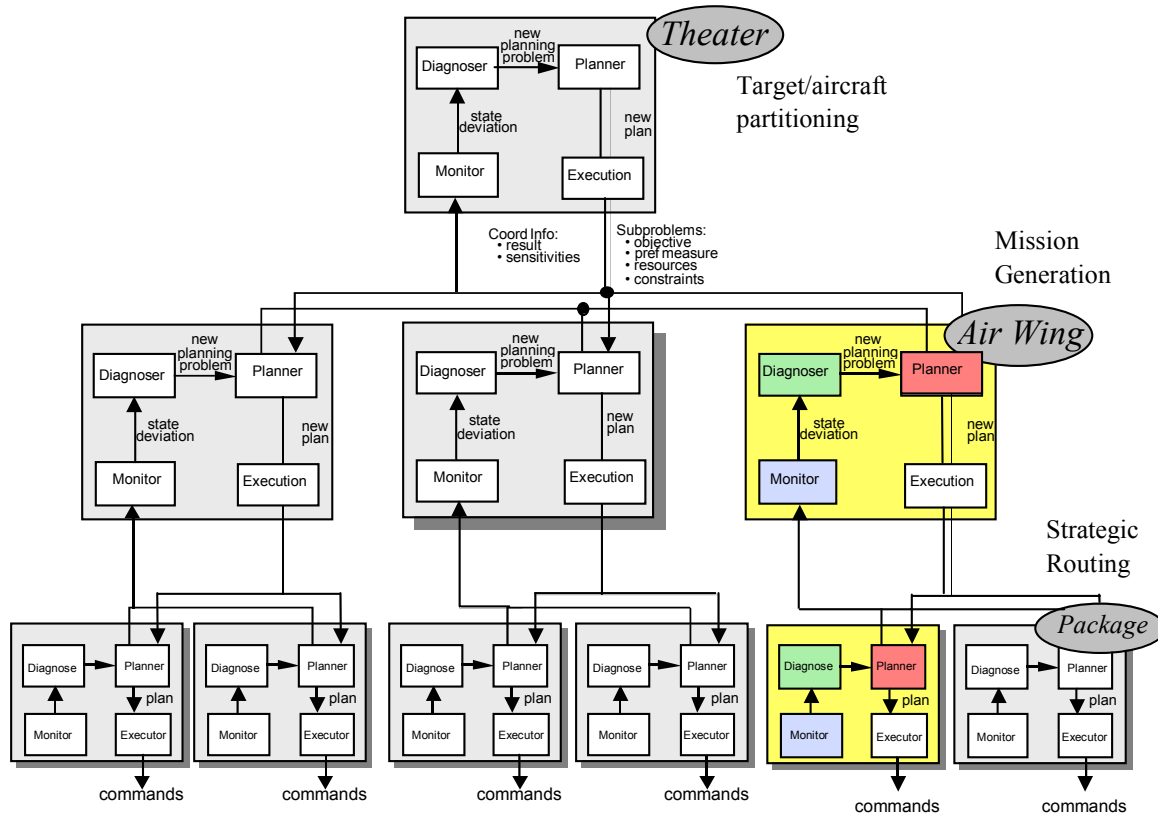 Theater
new
planning
problem
Diagnoser
Planner
Target/aircraft
partitioning
state
deviation
new
plan
Monitor
Execution
Coord Info:
• result
• sensitivities
Subproblems:
• objective
• pref measure
• resources
• constraints
Mission
Generation
Air Wing
new
planning
problem
Diagnoser
Planner
state
deviation
new
plan
Monitor
Execution
new
planning
problem
Diagnoser
Planner
state
deviation
new
plan
Monitor
Execution
new
planning
problem
Diagnoser
Planner
state
deviation
new
plan
Monitor
Execution
Strategic
Routing
Package
Diagnose
Planner
plan
Monitor
Executor
commands
Diagnose
Planner
plan
Monitor
Executor
commands
Diagnose
Planner
plan
Monitor
Executor
commands
Diagnose
Planner
plan
Monitor
Executor
commands
Diagnose
Planner
plan
Monitor
Executor
commands
Diagnose
Planner
plan
Monitor
Executor
commands